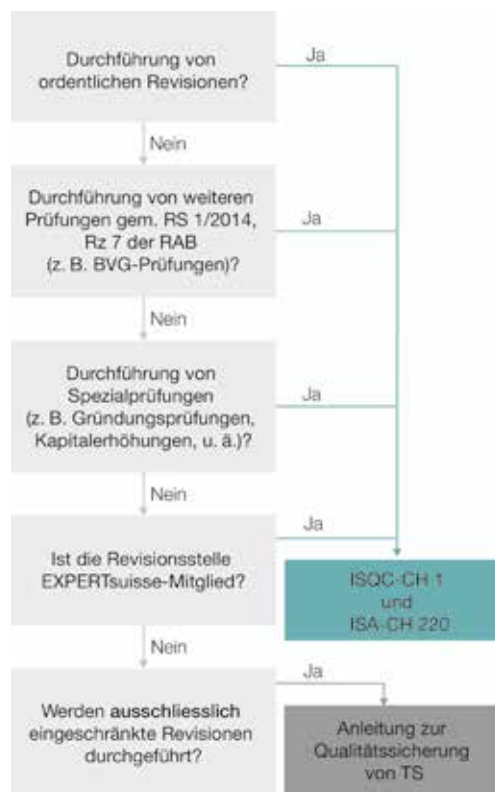 Durchführung von
ordentlichen Revisionen?
Ja
Nein
Durchführung von weiteren
Prüfungen gem. RS 1/2014,
Rz 7 der RAB
(z. B. BVG-Prüfungen)?
Ja
Nein
Durchführung von
Spezialprüfungen
(z. B. Gründungsprüfungen,
Kapitalerhöhungen, u. ä.)?
Ja
Nein
Ist die Revisionsstelle
EXPERTsuisse-Mitglied?
Ja
ISQC-CH 1
und
ISA-CH 220
Nein
Werden ausschliesslich
eingeschränkte Revisionen
durchgeführt?
Ja
Anleitung zur
Qualitätssicherung
von TS